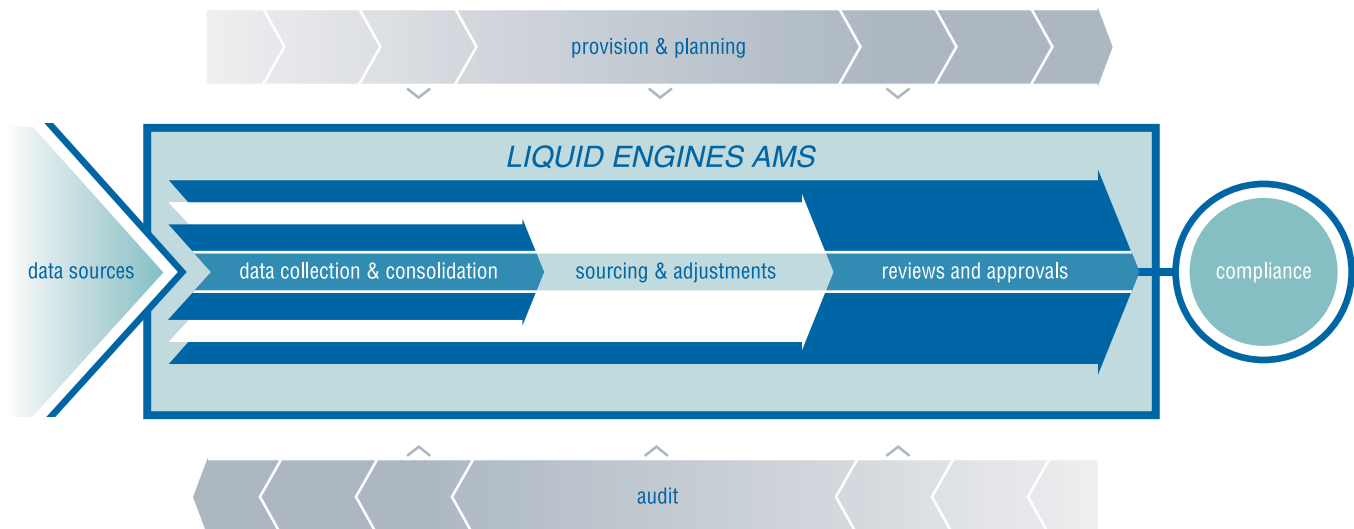 provision & planning
LIQUID ENGINES AMS
data sources
data collection & consolidation
sourcing & adjustments
reviews and approvals
compliance
audit